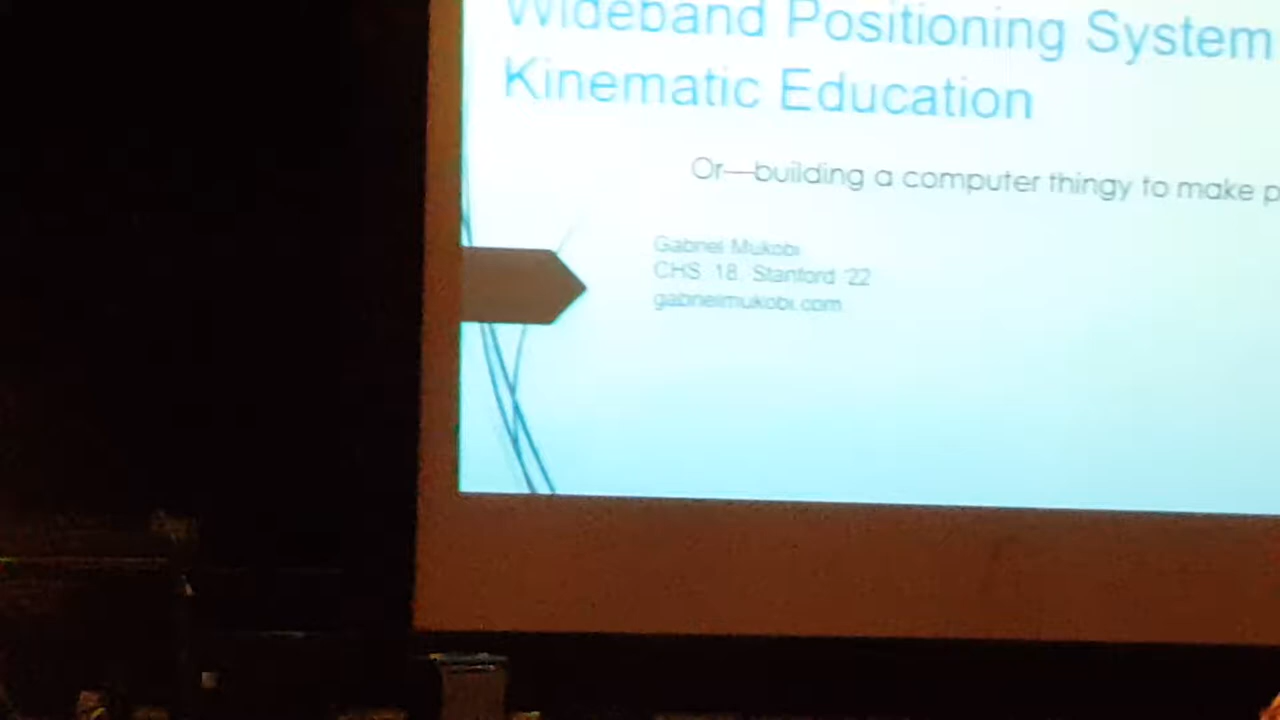 Wideband Positioning System
Kinematic Education
Or—building a computer thingy to make p
Gabriel Mukobi
CHS '18, Stanford '22
gabrielmukobi.com